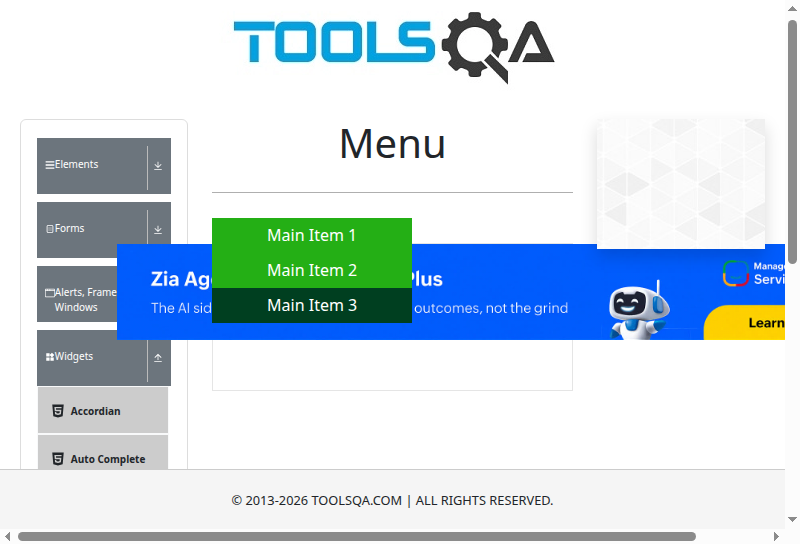 TOOLSQA
Menu
Elements
Forms
Alerts, Frame
Windows
Widgets
Accordian
Auto Complete
Main Item 1
Main Item 2
Main Item 3
Zia Ag
Plus
The AI sid
outcomes, not the grind
Manag
Servi
Learn
© 2013-2026 TOOLSQA.COM | ALL RIGHTS RESERVED.